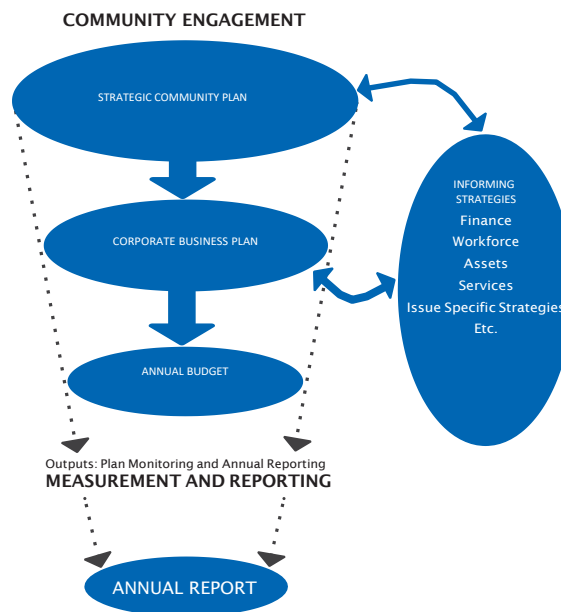 COMMUNITY ENGAGEMENT
STRATEGIC COMMUNITY PLAN
INFORMING
STRATEGIES
Finance
Workforce
Assets
Services
Issue Specific Strategies
Etc.
CORPORATE BUSINESS PLAN
ANNUAL BUDGET
Outputs: Plan Monitoring and Annual Reporting
MEASUREMENT AND REPORTING
ANNUAL REPORT